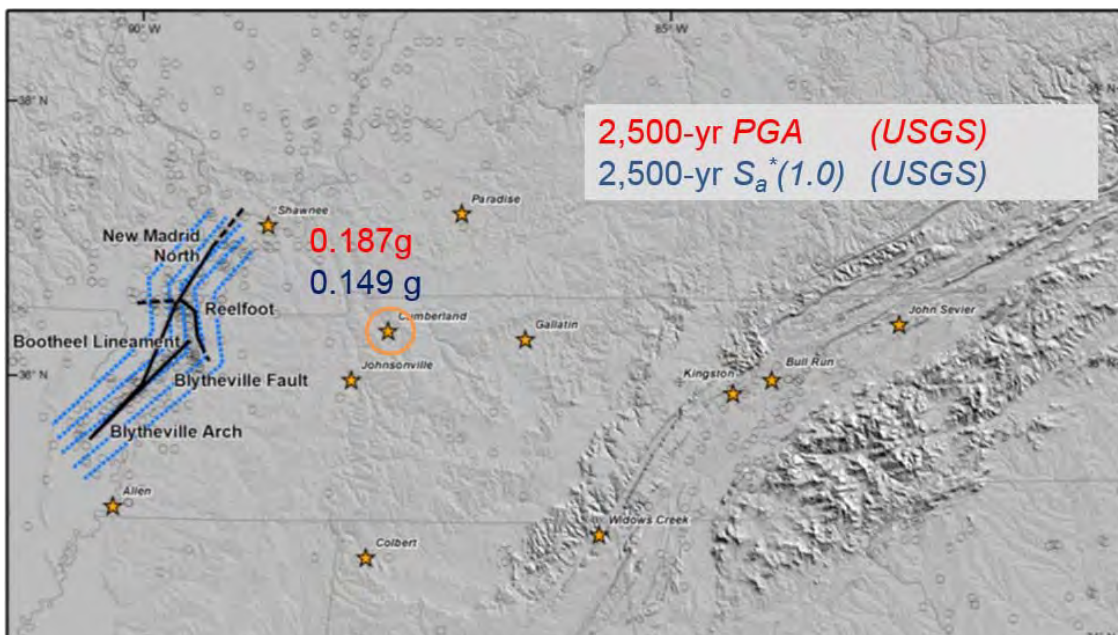 90° W
85° W
38° N
2,500-yr PGA (USGS)
2,500-yr Sa*(1.0) (USGS)
Shawnee
Paradise
New Madrid
North
0.187g
0.149 g
Reelfoot
Cumberland
John Sevier
Gallatin
Bootheel Lineament
Johnsonville
36° N
Bull Run
Kingston
Blytheville Fault
Blytheville Arch
Allen
Widows Creek
Colbert